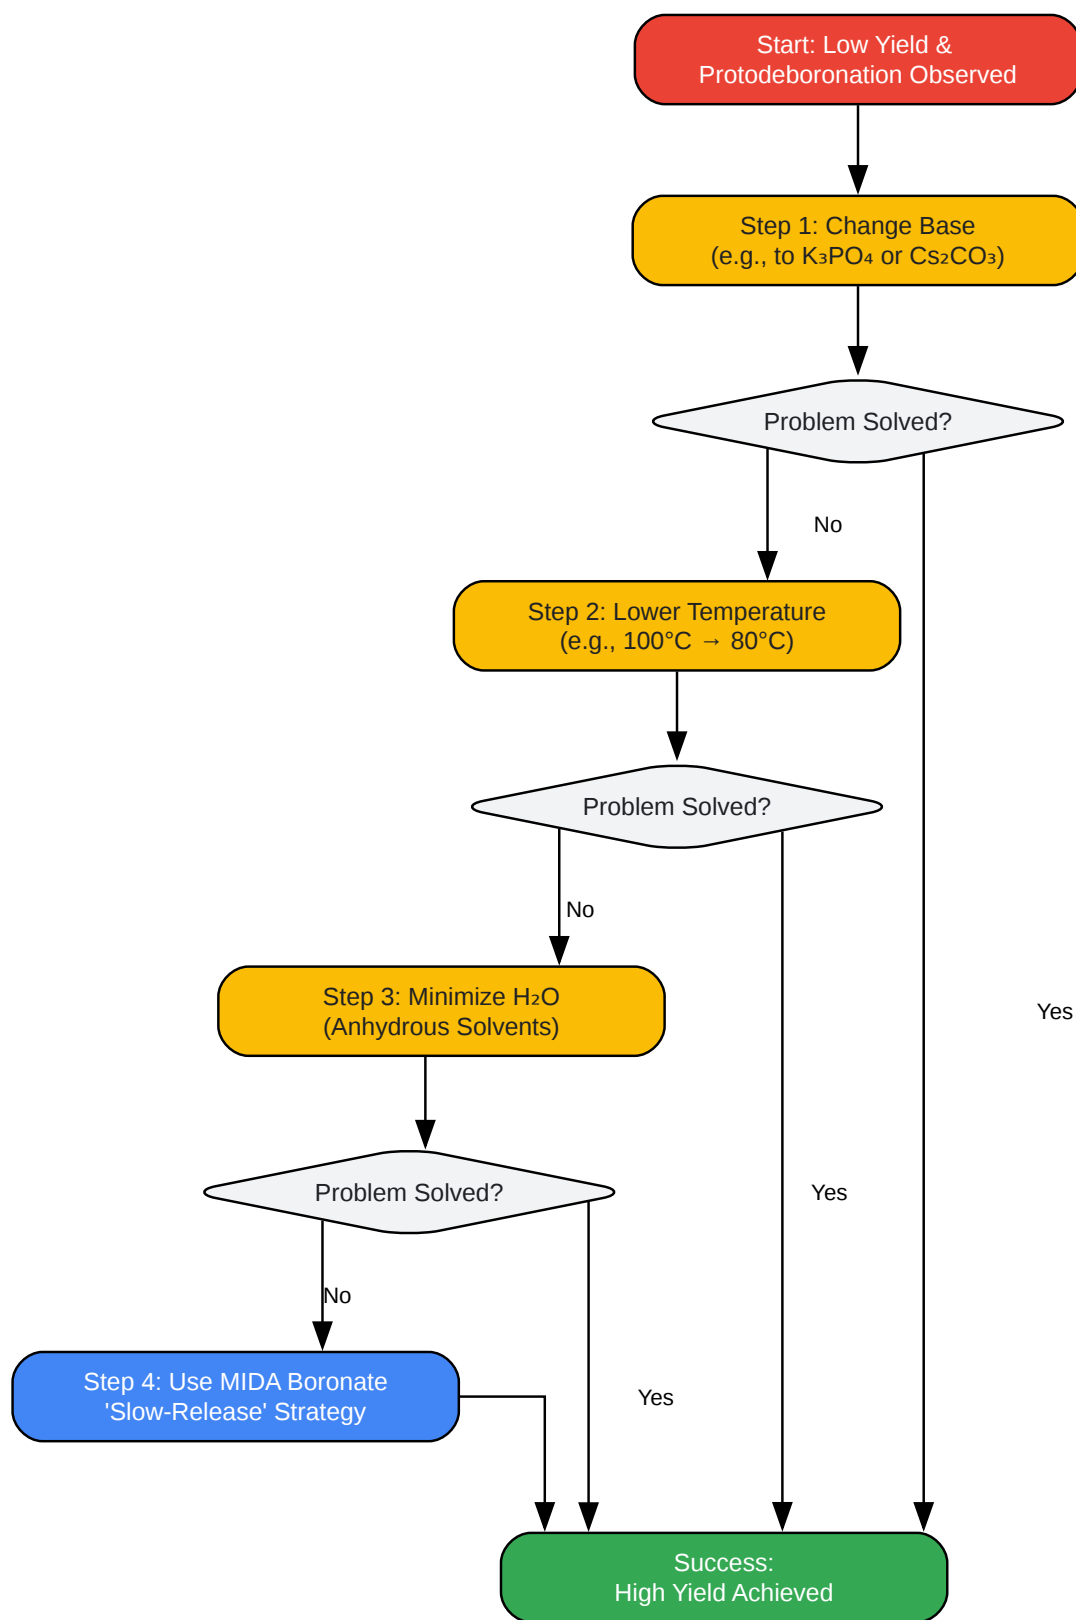 Start: Low Yield &
Protodeboronation Observed
Step 1: Change Base
(e.g., to K₃PO₄ or Cs₂CO₃)
Problem Solved?
No
Step 2: Lower Temperature
(e.g., 100°C → 80°C)
Problem Solved?
No
Step 3: Minimize H₂O
(Anhydrous Solvents)
Yes
Problem Solved?
Yes
No
Step 4: Use MIDA Boronate
'Slow-Release' Strategy
Yes
Success:
High Yield Achieved